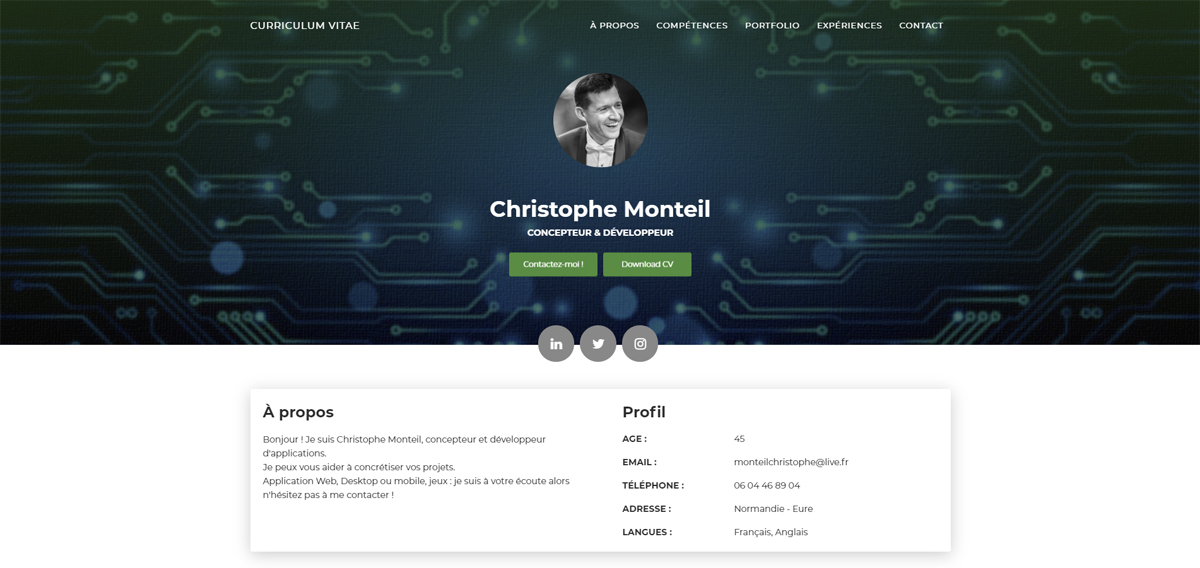 CURRICULUM VITAE
À PROPOS COMPÉTENCES PORTFOLIO EXPÉRIENCES CONTACT
Christophe Monteil
CONCEPTEUR & DÉVELOPPEUR
Contactez-moi ! Download CV
in
À propos
Bonjour ! Je suis Christophe Monteil, concepteur et développeur
d'applications.
Je peux vous aider à concrétiser vos projets.
Application Web, Desktop ou mobile, jeux : je suis à votre écoute alors
n'hésitez pas à me contacter !
Profil
AGE : 45
EMAIL : monteilchristophe@live.fr
TÉLÉPHONE : 06 04 46 89 04
ADRESSE : Normandie - Eure
LANGUES : Français, Anglais